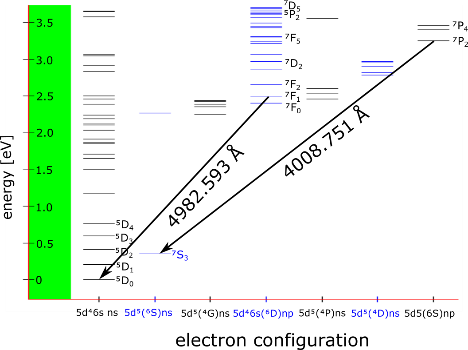 ⁷D₅
⁵P₂
⁷P₄
⁷P₂
3.5
⁷F₅
3.0
⁷D₂
⁷F₂
2.5
⁷F₁
⁷F₀
2.0
4982.593 Å
4008.751 Å
1.5
1.0
⁵D₄
⁵D₃
0.5
⁵D₂
⁷S₃
⁵D₁
0
⁵D₀
energy [eV]
5d⁴6s ns
5d⁵(⁶S)ns
5d⁵(⁴G)ns
5d⁴6s(⁶D)np
5d⁵(⁴P)ns
5d⁵(⁴D)ns
5d5(6S)np
electron configuration